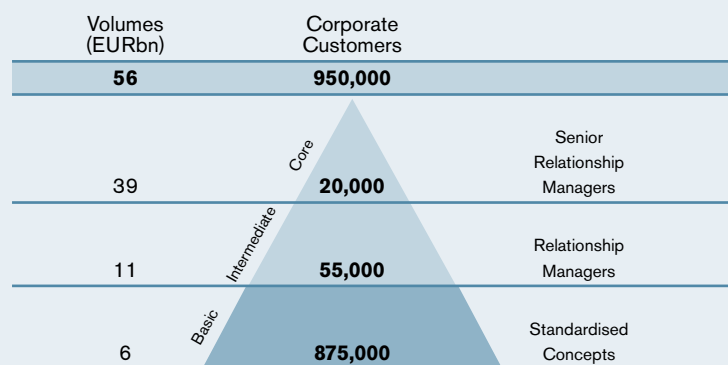 Volumes
(EURbn)
Corporate
Customers
56
950,000
Core
39
20,000
Senior
Relationship
Managers
Intermediate
11
55,000
Relationship
Managers
Basic
6
875,000
Standardised
Concepts